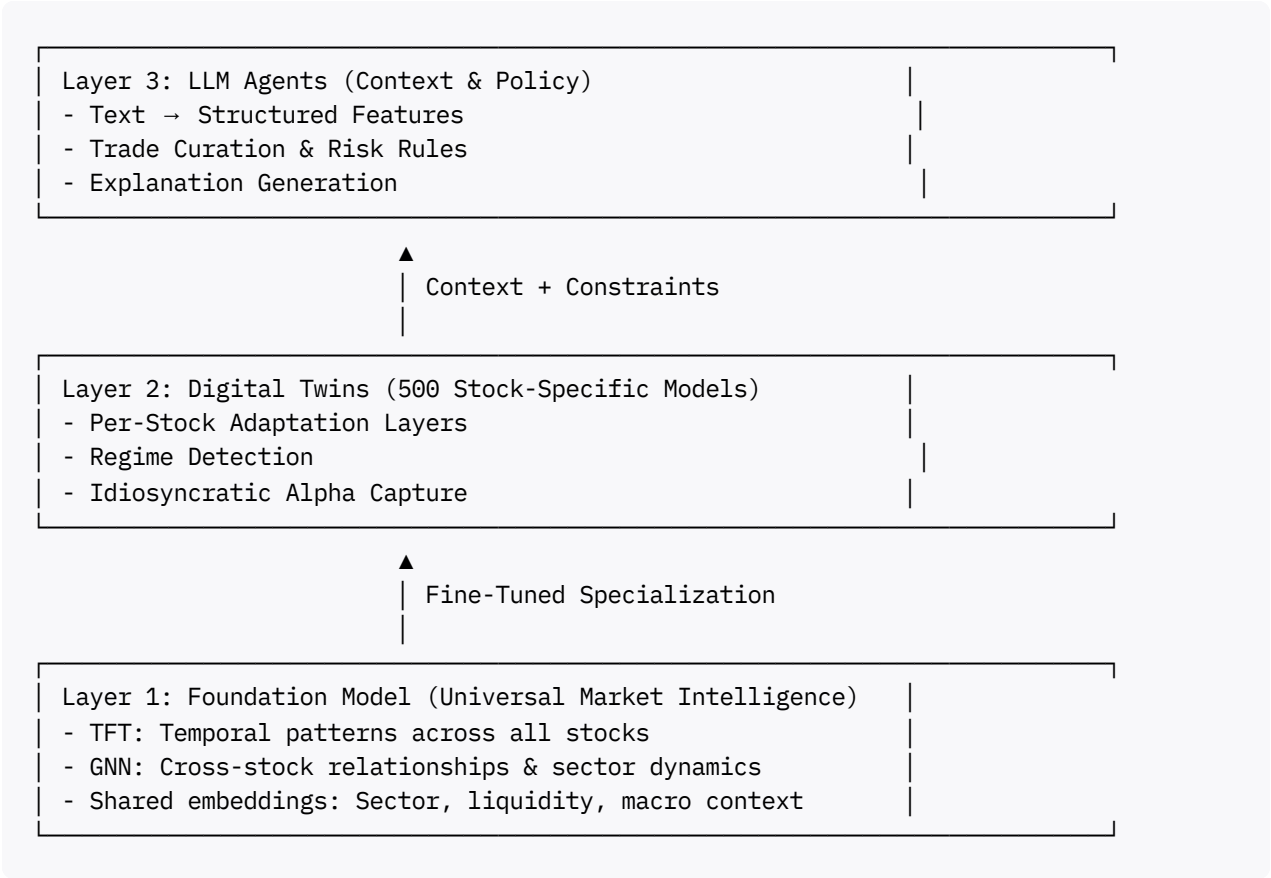 Layer 3: LLM Agents (Context & Policy)
- Text → Structured Features
- Trade Curation & Risk Rules
- Explanation Generation
▲
Context + Constraints
Layer 2: Digital Twins (500 Stock-Specific Models)
- Per-Stock Adaptation Layers
- Regime Detection
- Idiosyncratic Alpha Capture
▲
Fine-Tuned Specialization
Layer 1: Foundation Model (Universal Market Intelligence)
- TFT: Temporal patterns across all stocks
- GNN: Cross-stock relationships & sector dynamics
- Shared embeddings: Sector, liquidity, macro context